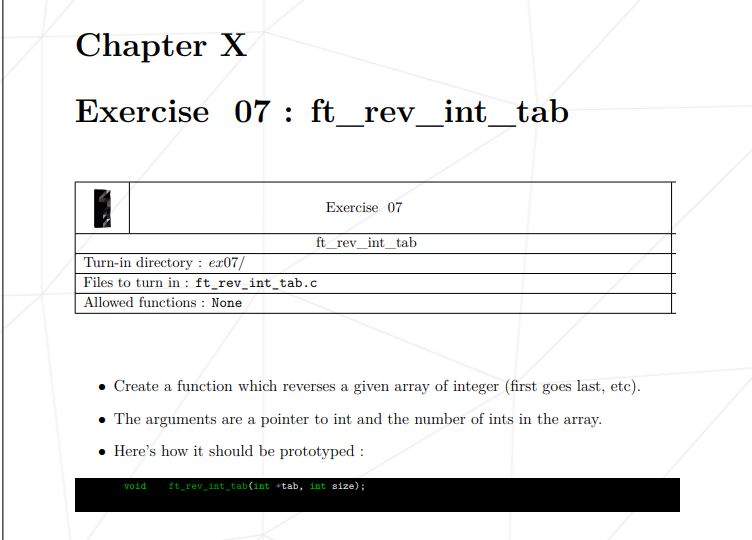 Chapter X
Exercise 07 : ft_rev_int_tab
Exercise 07
ft_rev_int_tab
Turn-in directory : ex07/
Files to turn in : ft_rev_int_tab.c
Allowed functions : None
• Create a function which reverses a given array of integer (first goes last, etc).
• The arguments are a pointer to int and the number of ints in the array.
• Here's how it should be prototyped :
void ft_rev_int_tab(int *tab, int size);